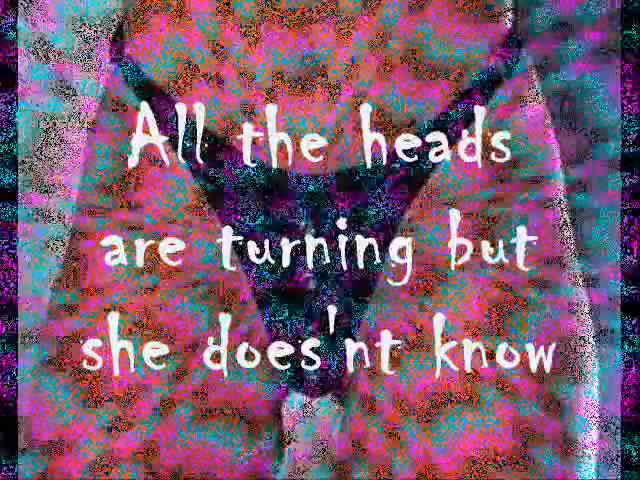 All the heads
are turning but
she does'nt know